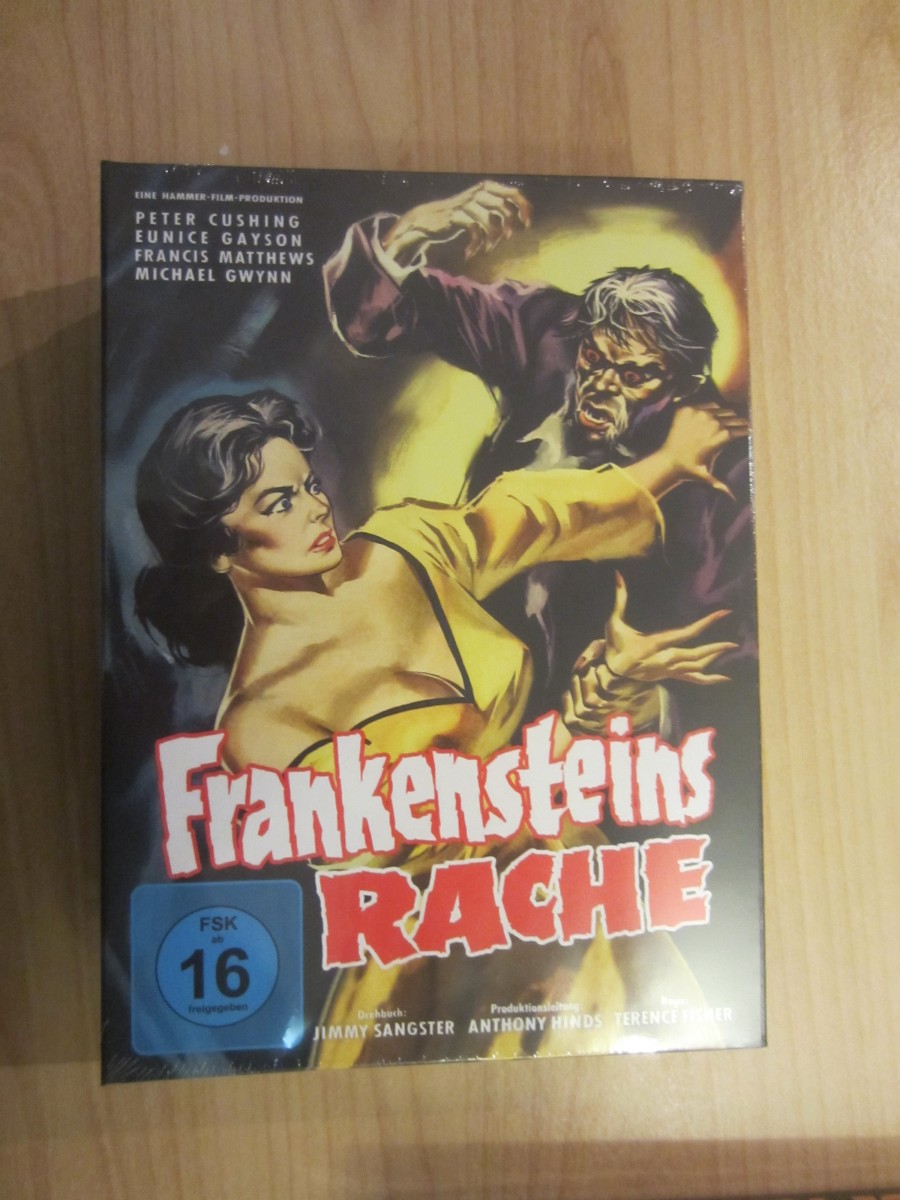 EINE HAMMER-FILM-PRODUKTION
PETER CUSHING
EUNICE GAYSON
FRANCIS MATTHEWS
MICHAEL GWYNN
Frankensteins
RACHE
FSK
ab
16
freigegeben
Drehbuch:
JIMMY SANGSTER
Produktionsleitung:
ANTHONY HINDS
Regie:
TERENCE FISHER